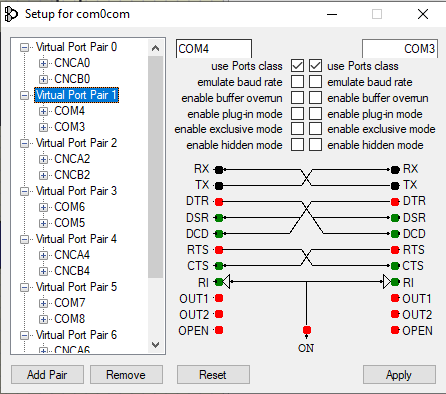 Setup for com0com
Virtual Port Pair 0
CNCA0
CNCB0
Virtual Port Pair 1
COM4
COM3
Virtual Port Pair 2
CNCA2
CNCB2
Virtual Port Pair 3
COM6
COM5
Virtual Port Pair 4
CNCA4
CNCB4
Virtual Port Pair 5
COM7
COM8
Virtual Port Pair 6
CNCA6
COM4 COM3
use Ports class use Ports class
emulate baud rate emulate baud rate
enable buffer overrun enable buffer overrun
enable plug-in mode enable plug-in mode
enable exclusive mode enable exclusive mode
enable hidden mode enable hidden mode
RX RX
TX TX
DTR DTR
DSR DSR
DCD DCD
RTS RTS
CTS CTS
RI RI
OUT1 OUT1
OUT2 OUT2
OPEN OPEN
ON
Add Pair Remove Reset Apply